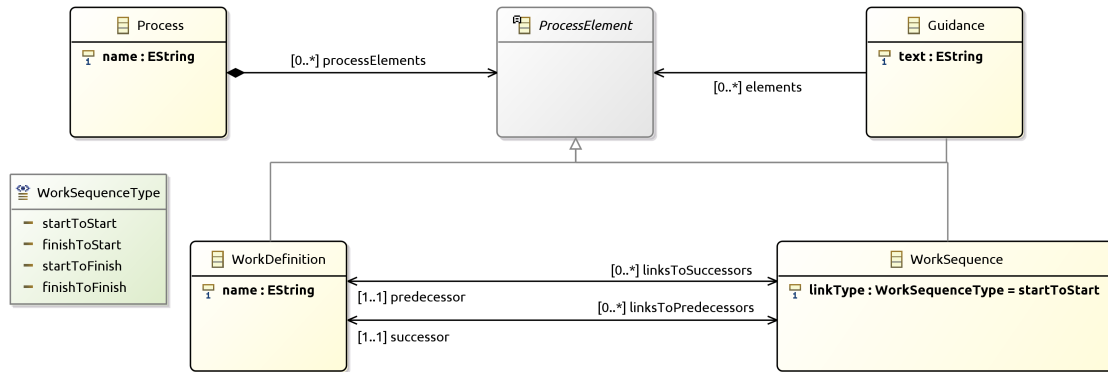 Process
name : EString
[0..*] processElements
ProcessElement
[0..*] elements
Guidance
text : EString
WorkSequenceType
startToStart
finishToStart
startToFinish
finishToFinish
WorkDefinition
name : EString
[0..*] linksToSuccessors
[1..1] predecessor
[0..*] linksToPredecessors
[1..1] successor
WorkSequence
linkType : WorkSequenceType = startToStart